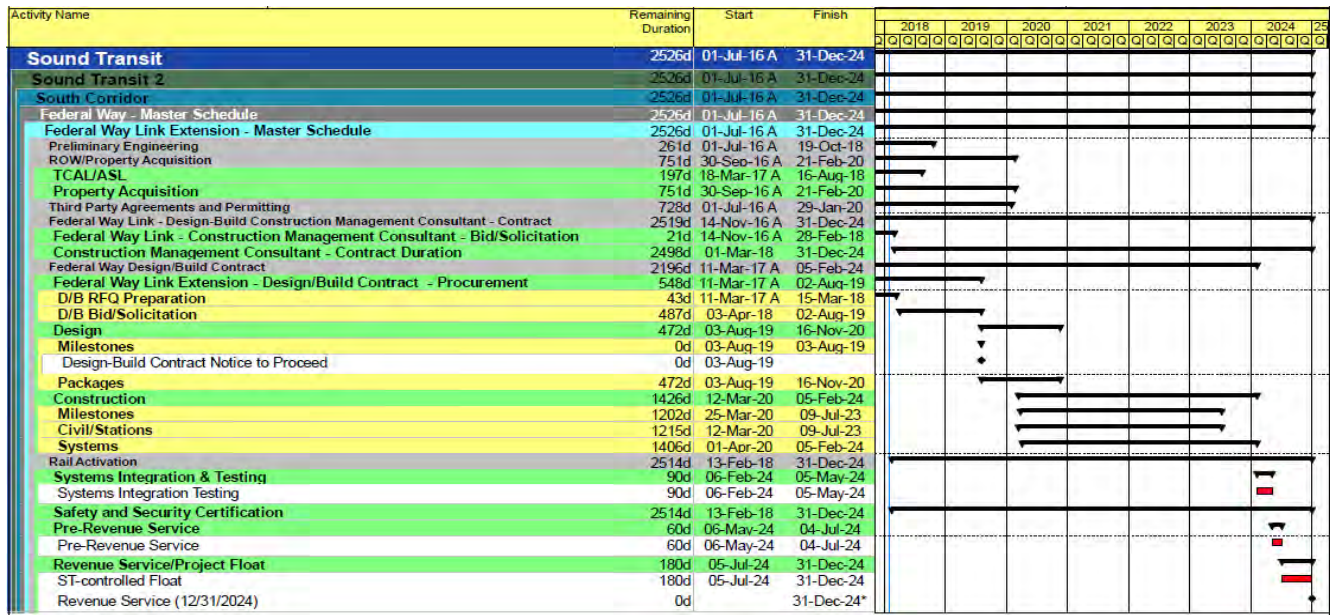 Activity Name Remaining Duration Start Finish
2018 2019 2020 2021 2022 2023 2024 25
Q Q Q Q Q Q Q Q Q Q Q Q Q Q Q Q Q Q Q Q Q Q Q Q Q Q Q Q Q Q
Sound Transit 2526d 01-Jul-16 A 31-Dec-24
Sound Transit 2 2526d 01-Jul-16 A 31-Dec-24
South Corridor 2526d 01-Jul-16 A 31-Dec-24
Federal Way - Master Schedule 2526d 01-Jul-16 A 31-Dec-24
Federal Way Link Extension - Master Schedule 2526d 01-Jul-16 A 31-Dec-24
Preliminary Engineering 261d 01-Jul-16 A 19-Oct-18
ROW/Property Acquisition 751d 30-Sep-16 A 21-Feb-20
TCAL/ASL 197d 18-Mar-17 A 16-Aug-18
Property Acquisition 751d 30-Sep-16 A 21-Feb-20
Third Party Agreements and Permitting 728d 01-Jul-16 A 29-Jan-20
Federal Way Link - Design-Build Construction Management Consultant - Contract 2519d 14-Nov-16 A 31-Dec-24
Federal Way Link - Construction Management Consultant - Bid/Solicitation 21d 14-Nov-16 A 28-Feb-18
Construction Management Consultant - Contract Duration 2498d 01-Mar-18 31-Dec-24
Federal Way Design/Build Contract 2196d 11-Mar-17 A 05-Feb-24
Federal Way Link Extension - Design/Build Contract - Procurement 548d 11-Mar-17 A 02-Aug-19
D/B RFQ Preparation 43d 11-Mar-17 A 15-Mar-18
D/B Bid/Solicitation 487d 03-Apr-18 02-Aug-19
Design 472d 03-Aug-19 16-Nov-20
Milestones 0d 03-Aug-19 03-Aug-19
Design-Build Contract Notice to Proceed 0d 03-Aug-19
Packages 472d 03-Aug-19 16-Nov-20
Construction 1426d 12-Mar-20 05-Feb-24
Milestones 1202d 25-Mar-20 09-Jul-23
Civil/Stations 1215d 12-Mar-20 09-Jul-23
Systems 1406d 01-Apr-20 05-Feb-24
Rail Activation 2514d 13-Feb-18 31-Dec-24
Systems Integration & Testing 90d 06-Feb-24 05-May-24
Systems Integration Testing 90d 06-Feb-24 05-May-24
Safety and Security Certification 2514d 13-Feb-18 31-Dec-24
Pre-Revenue Service 60d 06-May-24 04-Jul-24
Pre-Revenue Service 60d 06-May-24 04-Jul-24
Revenue Service/Project Float 180d 05-Jul-24 31-Dec-24
ST-controlled Float 180d 05-Jul-24 31-Dec-24
Revenue Service (12/31/2024) 0d 31-Dec-24*